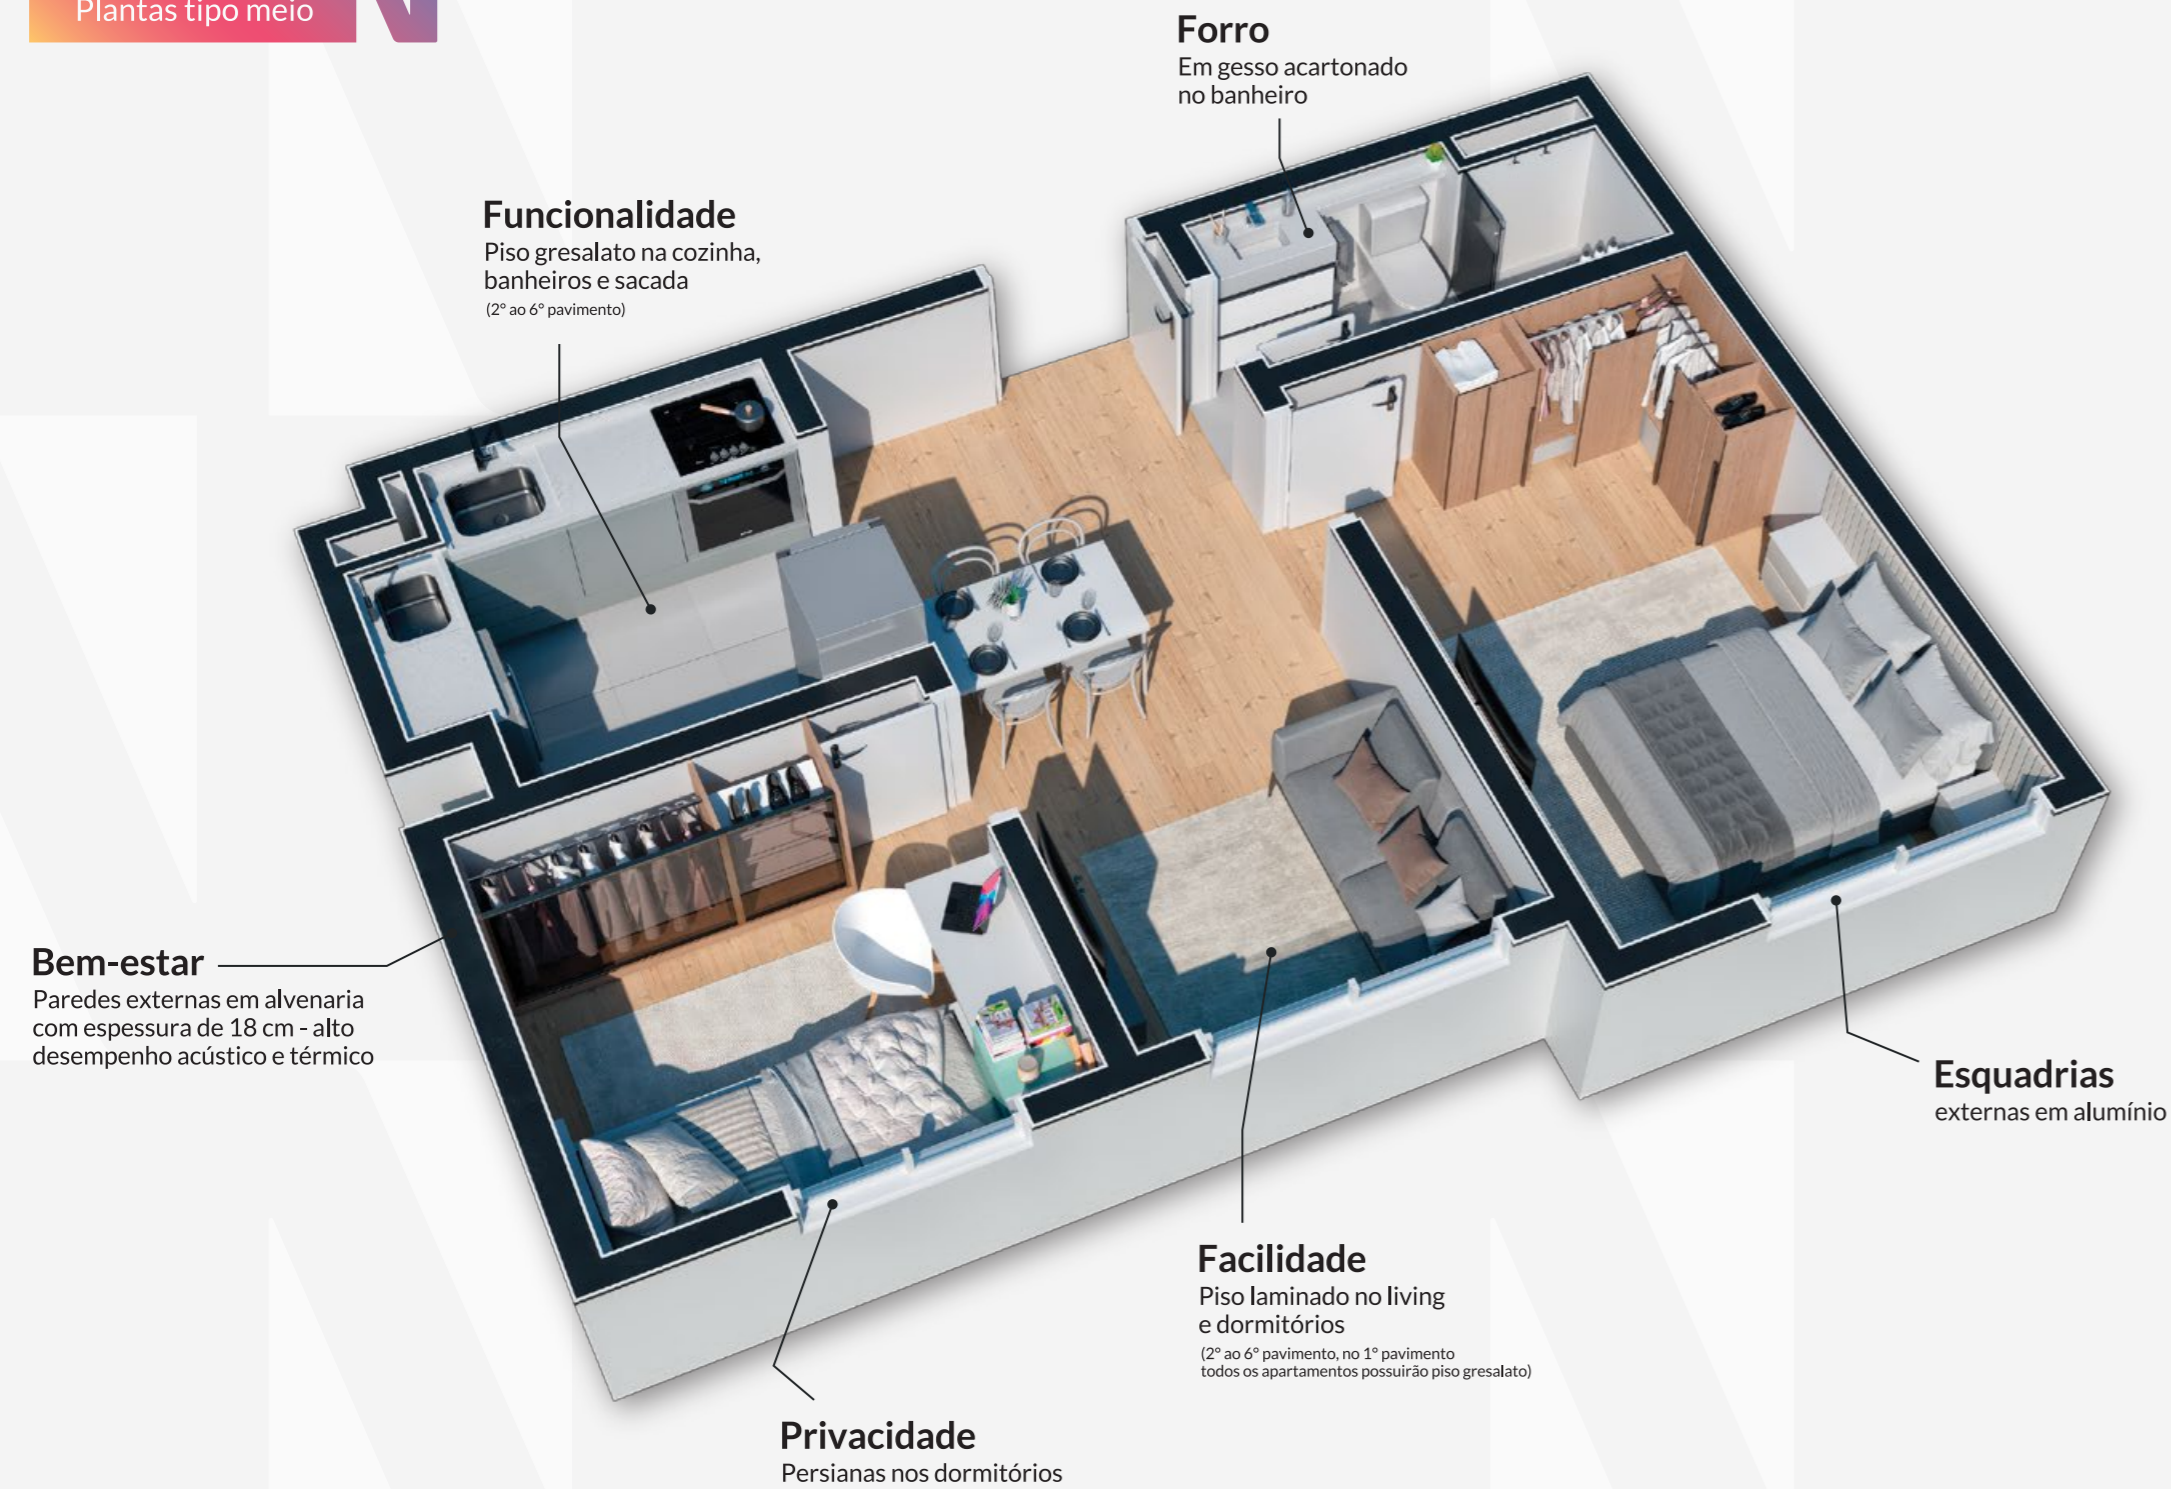 Plantas tipo meio
Forro
Em gesso acartonado
no banheiro
Funcionalidade
Piso gresalato na cozinha,
banheiros e sacada
(2º ao 6º pavimento)
Bem-estar
Paredes externas em alvenaria
com espessura de 18 cm - alto
desempenho acústico e térmico
Esquadrias
externas em alumínio
Facilidade
Piso laminado no living
e dormitórios
(2º ao 6º pavimento, no 1º pavimento
todos os apartamentos possuirão piso gresalato)
Privacidade
Persianas nos dormitórios